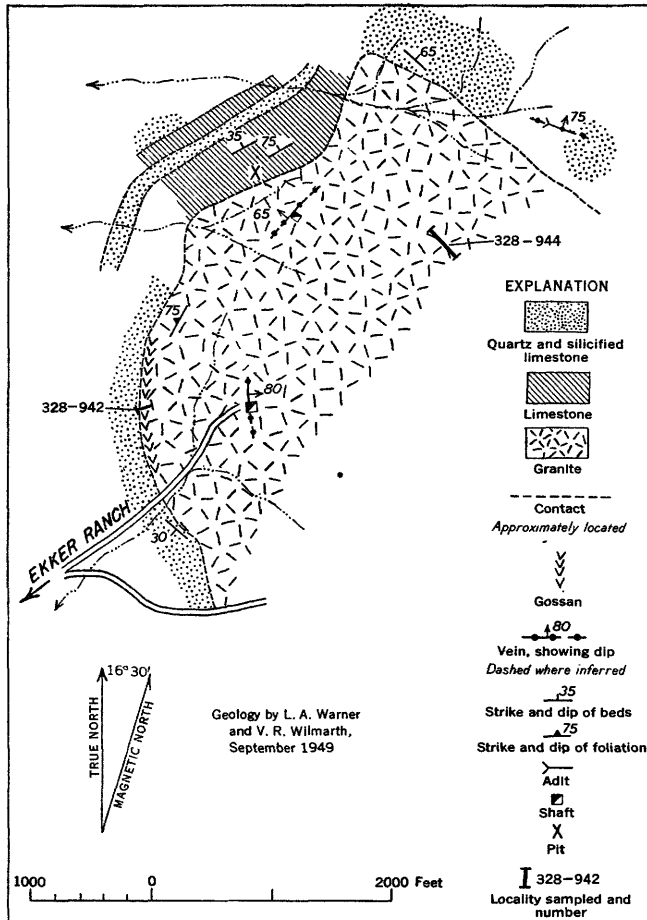 65
75
35
75
65
328-944
75
328-942
80
30
EKKER RANCH
EXPLANATION
Quartz and silicified
limestone
Limestone
Granite
Contact
Approximately located
Gossan
80
Vein, showing dip
Dashed where inferred
35
Strike and dip of beds
75
Strike and dip of foliation
Adit
Shaft
Pit
328-942
Locality sampled and
number
16° 30'
TRUE NORTH
MAGNETIC NORTH
Geology by L. A. Warner
and V. R. Wilmarth,
September 1949
1000 0 2000 Feet